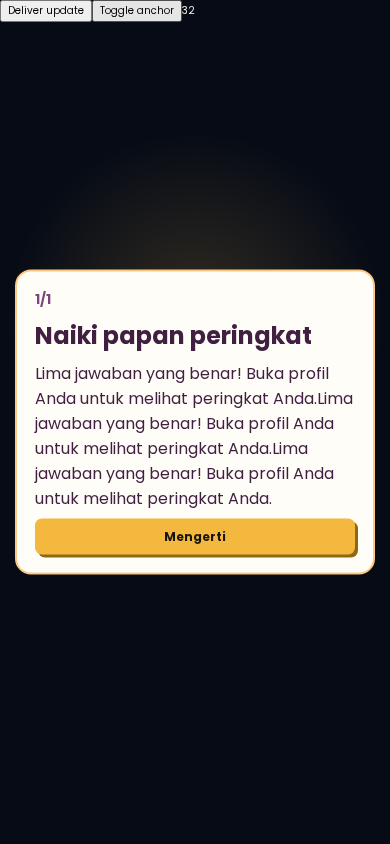 Deliver update Toggle anchor 32
1/1
Naiki papan peringkat
Lima jawaban yang benar! Buka profil
Anda untuk melihat peringkat Anda.Lima
jawaban yang benar! Buka profil Anda
untuk melihat peringkat Anda.Lima
jawaban yang benar! Buka profil Anda
untuk melihat peringkat Anda.
Mengerti